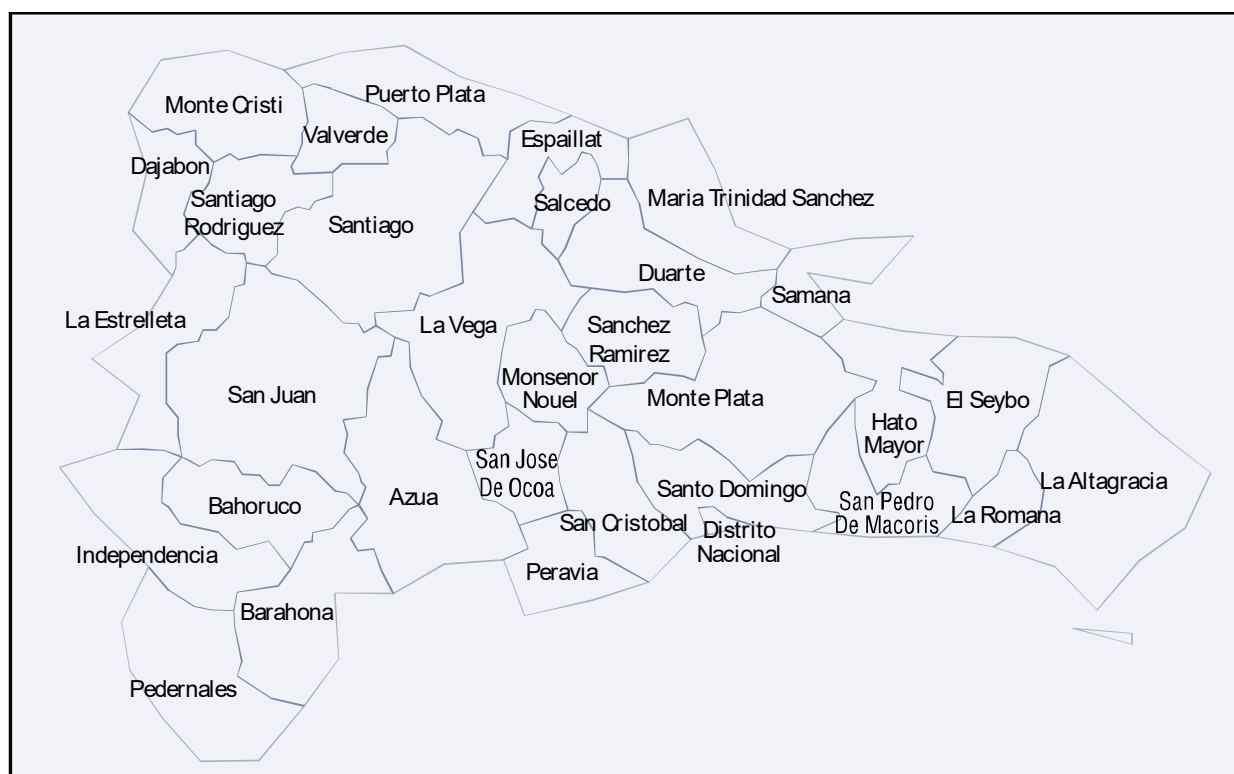 Puerto Plata
Monte Cristi
Valverde
Espaillat
Dajabon
Santiago
Rodriguez
Salcedo
Maria Trinidad Sanchez
Santiago
Duarte
Samana
La Estrelleta
La Vega
Sanchez
Ramirez
Monsenor
Nouel
San Juan
Monte Plata
El Seybo
Hato
Mayor
San Jose
De Ocoa
La Altagracia
Azua
Santo Domingo
Bahoruco
San Pedro
De Macoris
La Romana
San Cristobal
Distrito
Nacional
Independencia
Peravia
Barahona
Pedernales